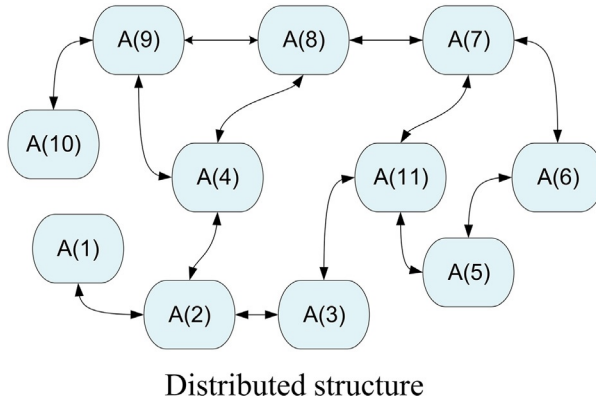 A(9)
A(8)
A(7)
A(10)
A(4)
A(11)
A(6)
A(1)
A(5)
A(2)
A(3)
Distributed structure